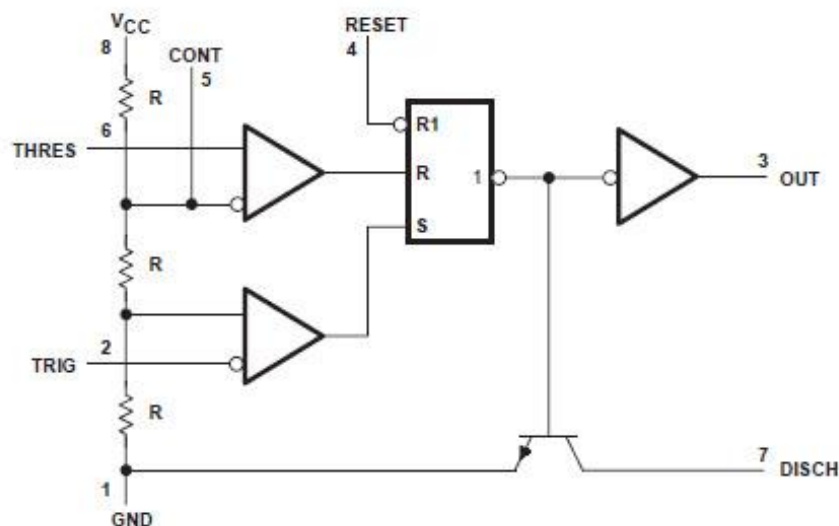 VCC
8
CONT
5
RESET
4
R
6
THRES
R1
R
1
S
3
OUT
R
2
TRIG
R
7
DISCH
1
GND